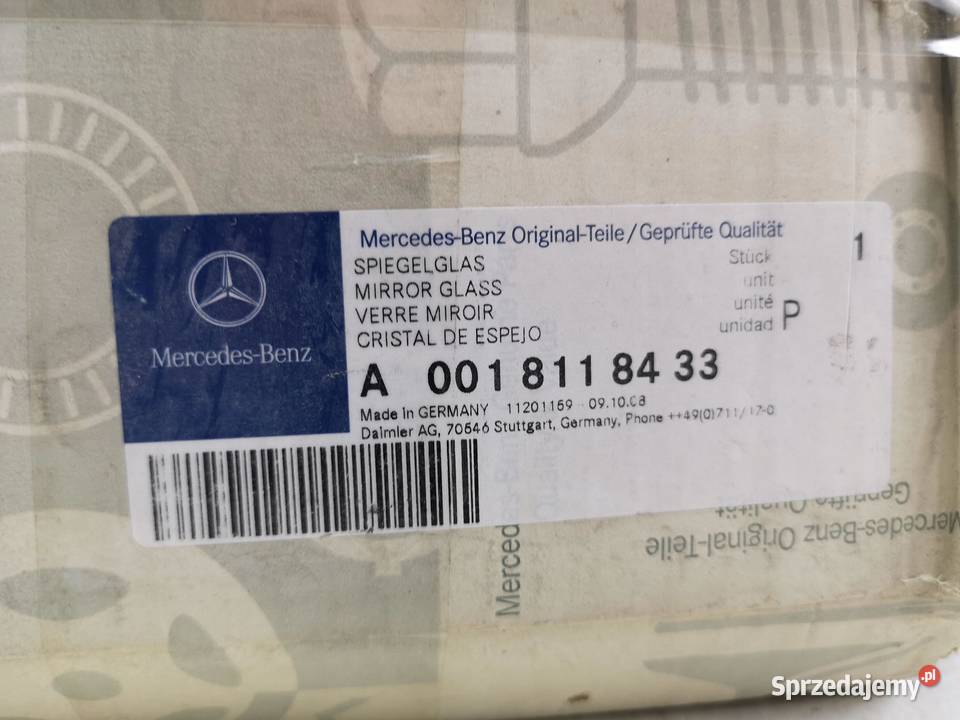 Mercedes-Benz Original-Teile/Geprüfte Qualität
SPIEGELGLAS
MIRROR GLASS
VERRE MIROIR
CRISTAL DE ESPEJO
Stück
unit
unité
unidad
P
1
Mercedes-Benz
A 001 811 84 33
Made in GERMANY 11201159 09.10.08
Daimler AG, 70546 Stuttgart, Germany, Phone ++49(0)711/17-0
Mercedes-Benz Original-Teile
Geprüfte Qualität
Sprzedajemy.pl